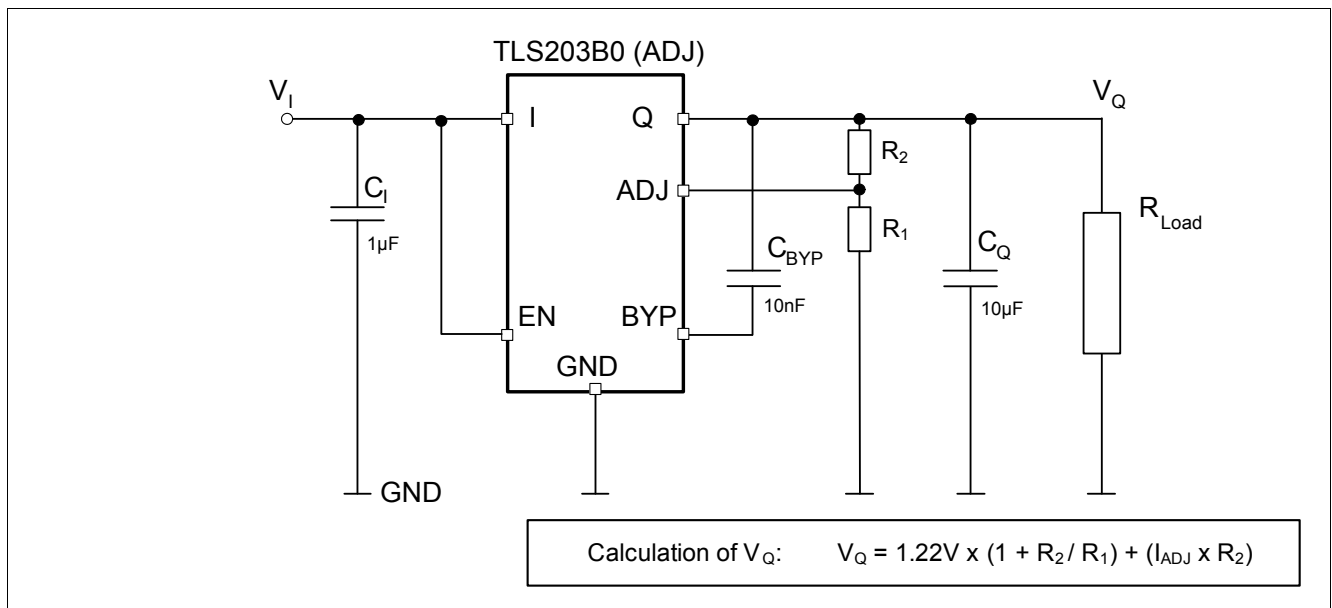 TLS203B0 (ADJ)
V_I
V_Q
I
Q
R_2
ADJ
R_Load
C_I
1µF
R_1
C_BYP
10nF
C_Q
10µF
EN
BYP
GND
GND
Calculation of V_Q: V_Q = 1.22V x (1 + R_2 / R_1) + (I_ADJ x R_2)